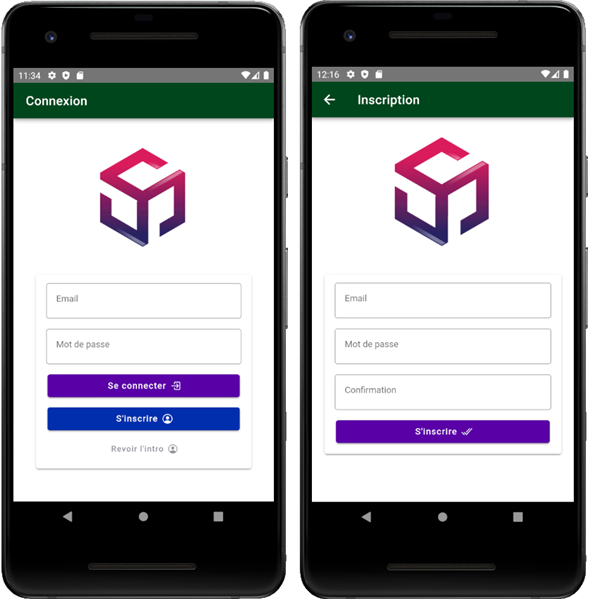 11:34
Connexion
Email
Mot de passe
Se connecter
S'inscrire
Revoir l'intro
12:16
Inscription
Email
Mot de passe
Confirmation
S'inscrire